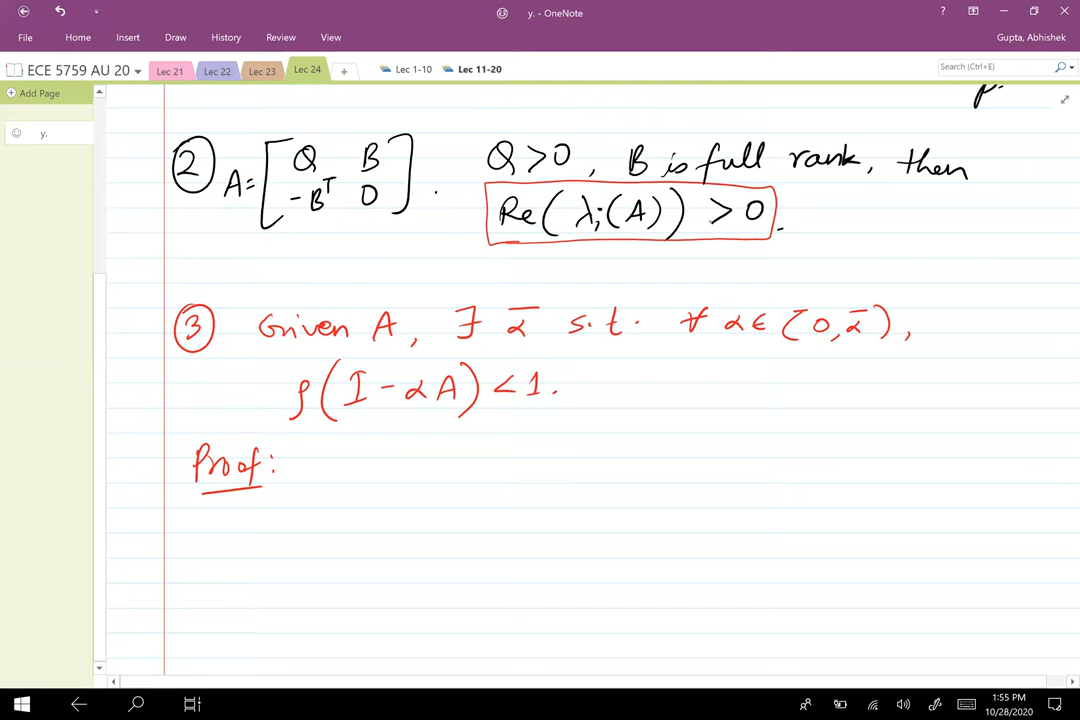 y. - OneNote
?
File Home Insert Draw History Review View
Gupta, Abhishek
ECE 5759 AU 20 Lec 21 Lec 22 Lec 23 Lec 24 + Lec 1-10 Lec 11-20
Search (Ctrl+E)
Add Page
y.
p.
② A = [ Q B ; -Bᵀ 0 ] . Q > 0 , B is full rank, then
Re( λᵢ(A) ) > 0 .
③ Given A, ∃ ᾱ s.t. ∀ α ∈ (0, ᾱ),
ρ(I - αA) < 1.
Proof:
1:55 PM
10/28/2020